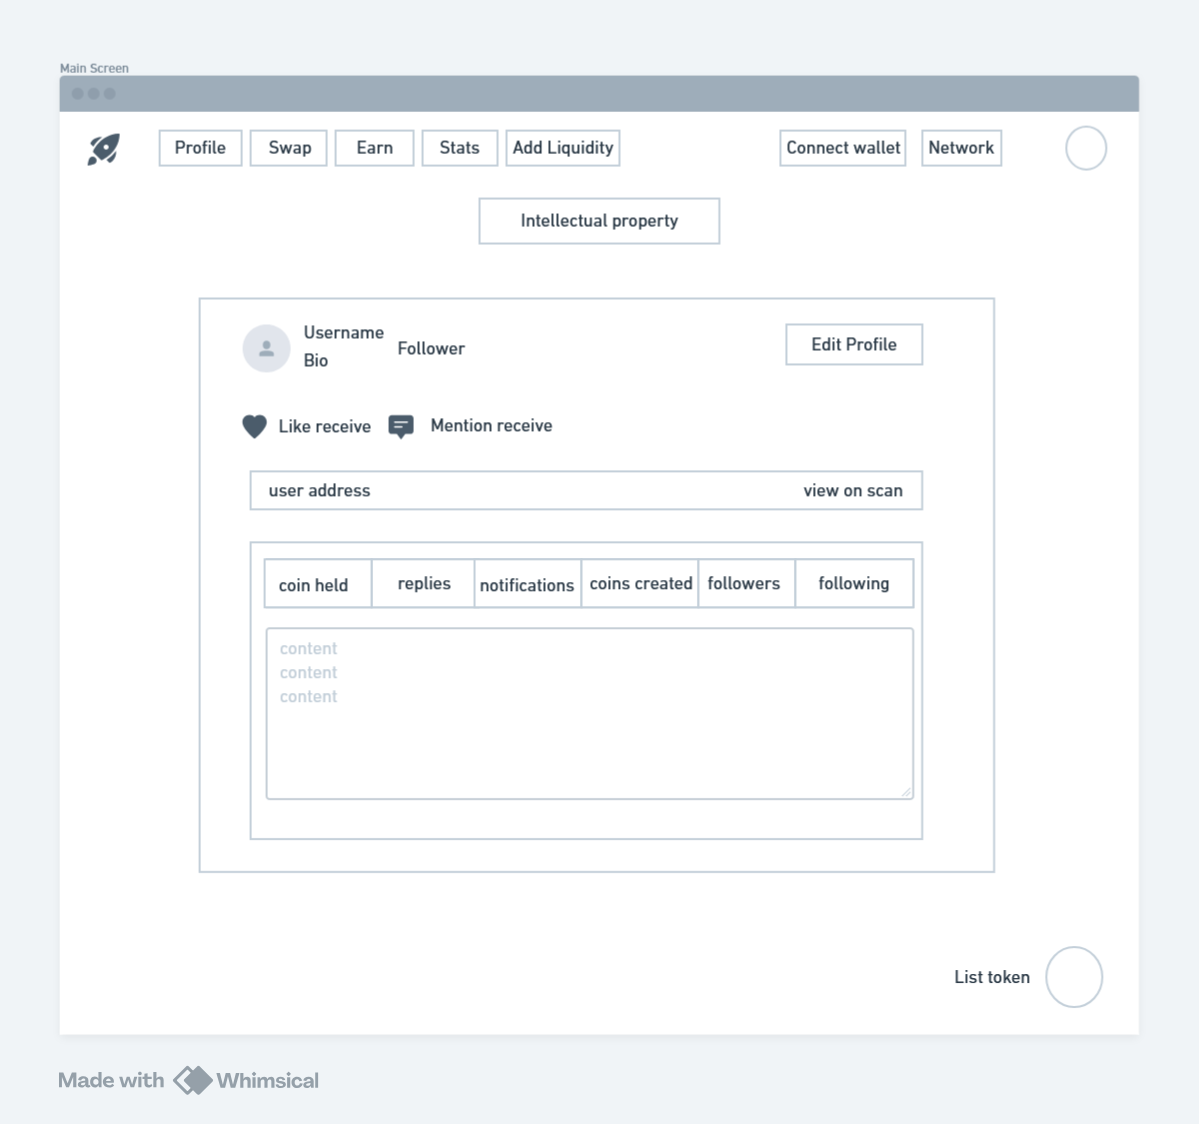 Main Screen
Profile Swap Earn Stats Add Liquidity Connect wallet Network
Intellectual property
Username
Bio
Follower
Edit Profile
Like receive Mention receive
user address view on scan
coin held replies notifications coins created followers following
content
content
content
List token
Made with Whimsical